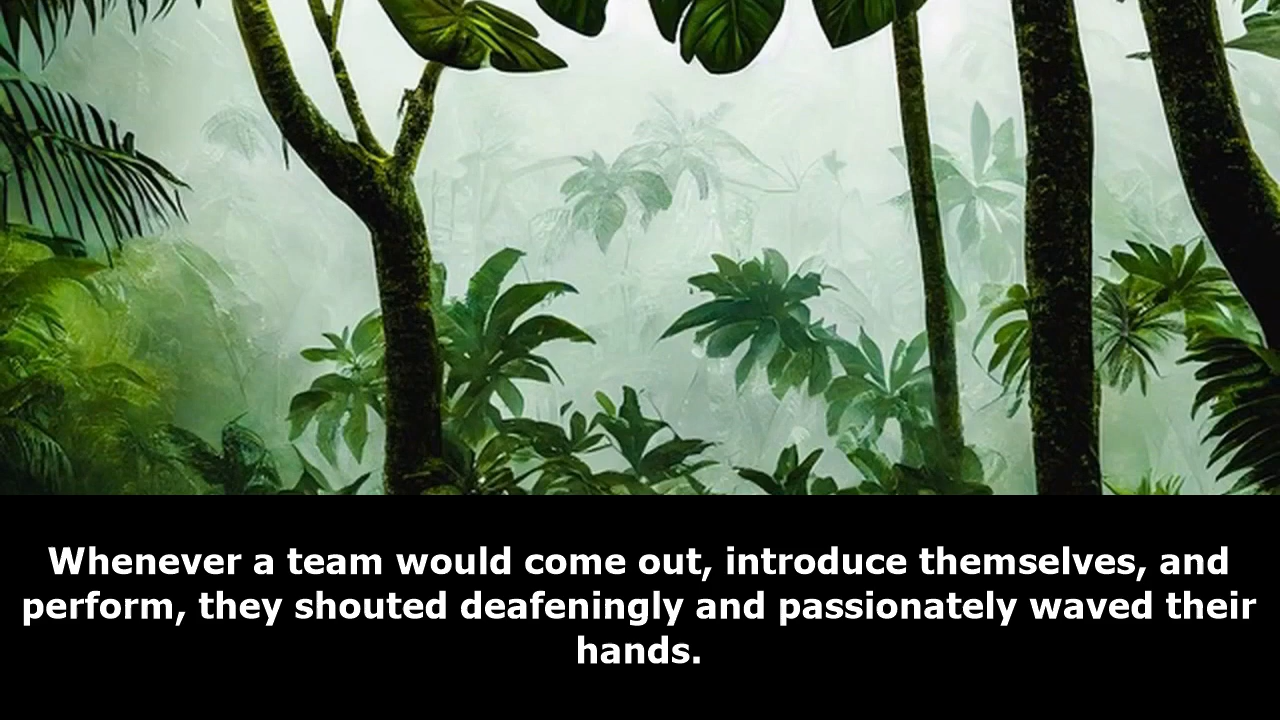 Whenever a team would come out, introduce themselves, and
perform, they shouted deafeningly and passionately waved their
hands.